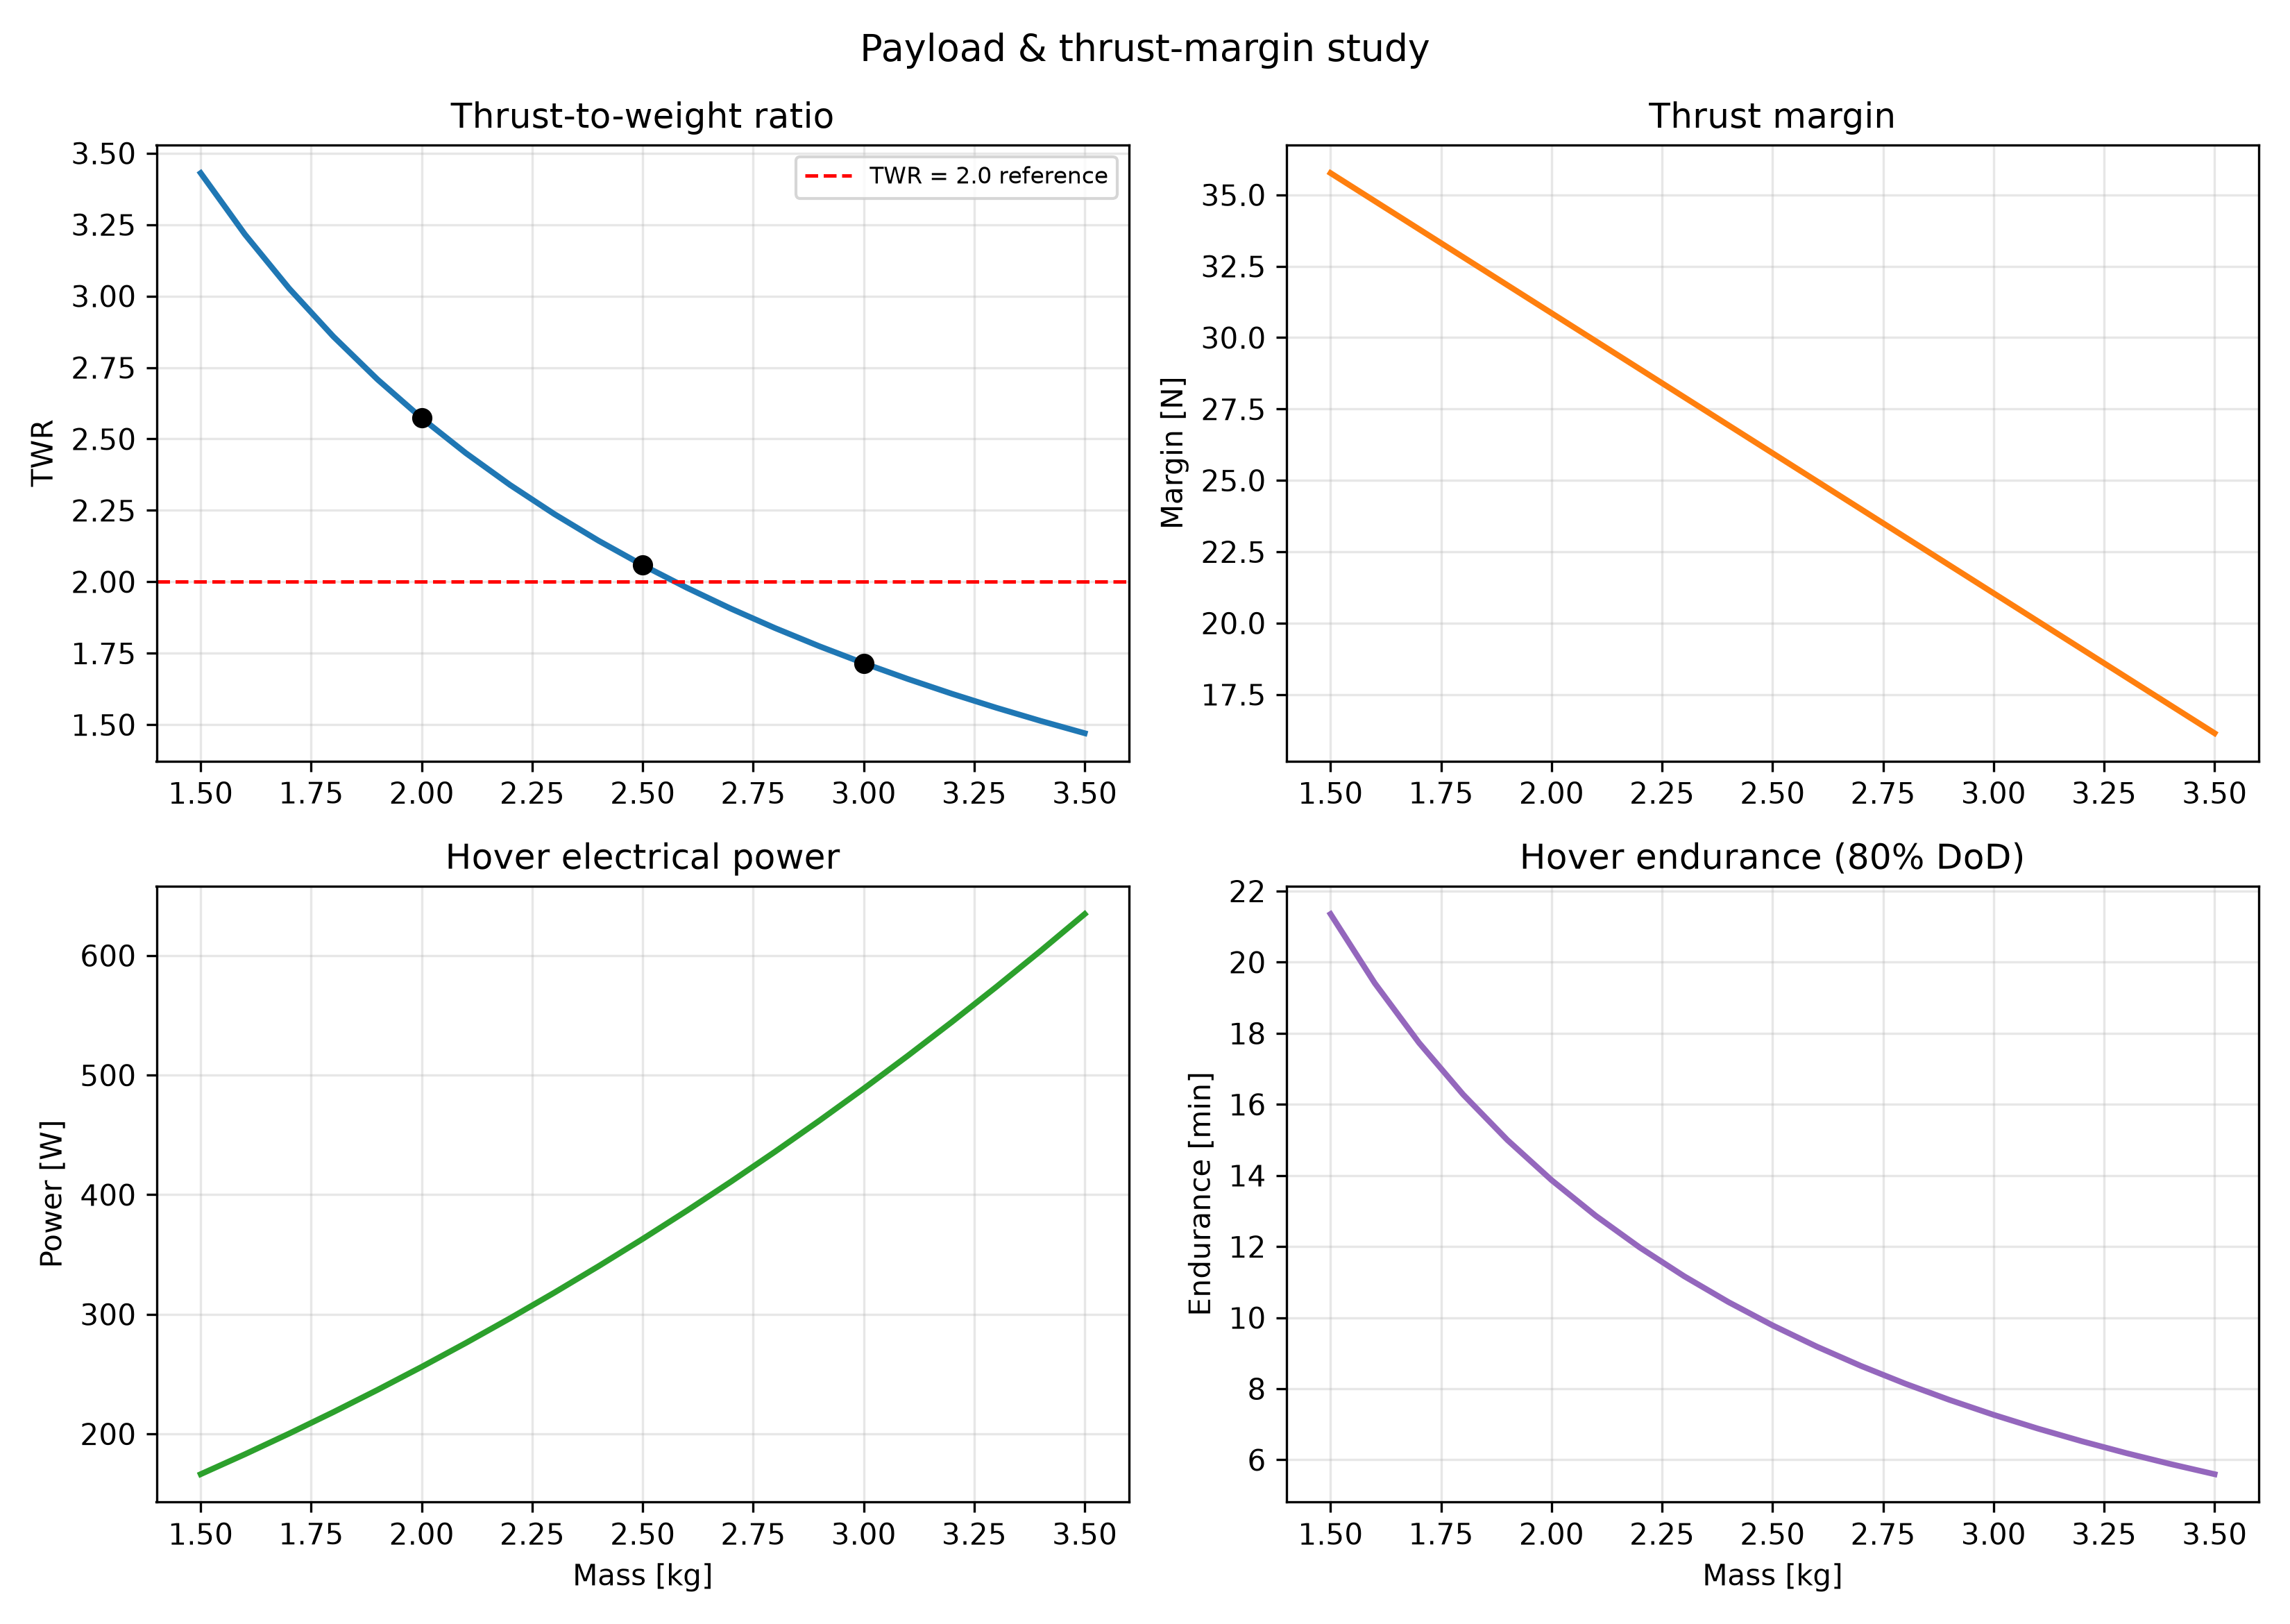 Payload & thrust-margin study
Thrust-to-weight ratio
TWR
3.50
3.25
3.00
2.75
2.50
2.25
2.00
1.75
1.50
TWR = 2.0 reference
1.50 1.75 2.00 2.25 2.50 2.75 3.00 3.25 3.50
Thrust margin
Margin [N]
35.0
32.5
30.0
27.5
25.0
22.5
20.0
17.5
1.50 1.75 2.00 2.25 2.50 2.75 3.00 3.25 3.50
Hover electrical power
Power [W]
600
500
400
300
200
1.50 1.75 2.00 2.25 2.50 2.75 3.00 3.25 3.50
Mass [kg]
Hover endurance (80% DoD)
Endurance [min]
22
20
18
16
14
12
10
8
6
1.50 1.75 2.00 2.25 2.50 2.75 3.00 3.25 3.50
Mass [kg]